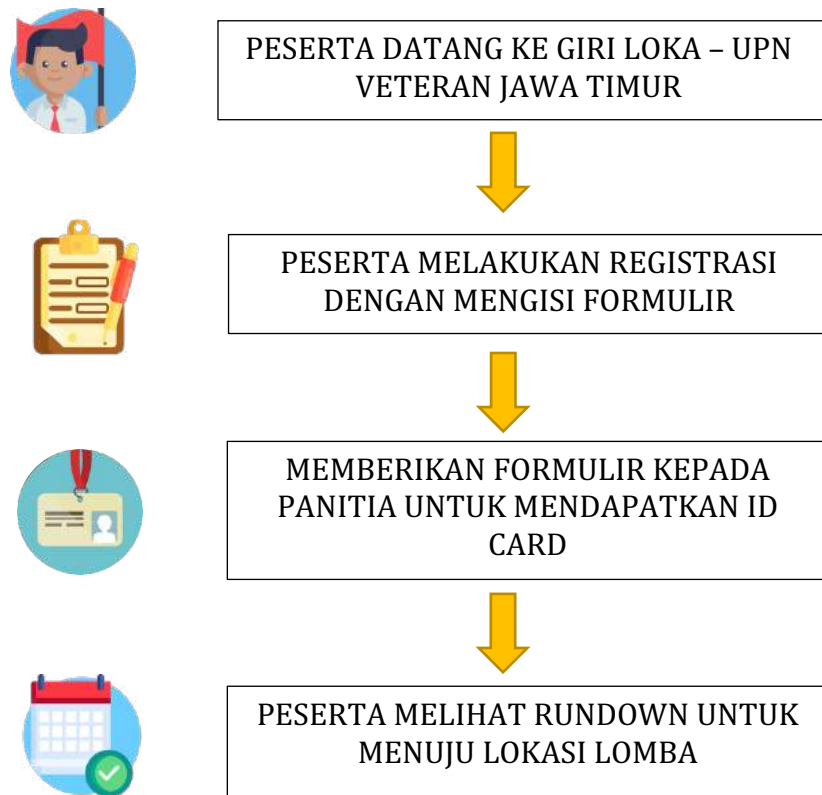 PESERTA DATANG KE GIRI LOKA – UPN
VETERAN JAWA TIMUR
PESERTA MELAKUKAN REGISTRASI
DENGAN MENGISI FORMULIR
MEMBERIKAN FORMULIR KEPADA
PANITIA UNTUK MENDAPATKAN ID
CARD
PESERTA MELIHAT RUNDOWN UNTUK
MENUJU LOKASI LOMBA